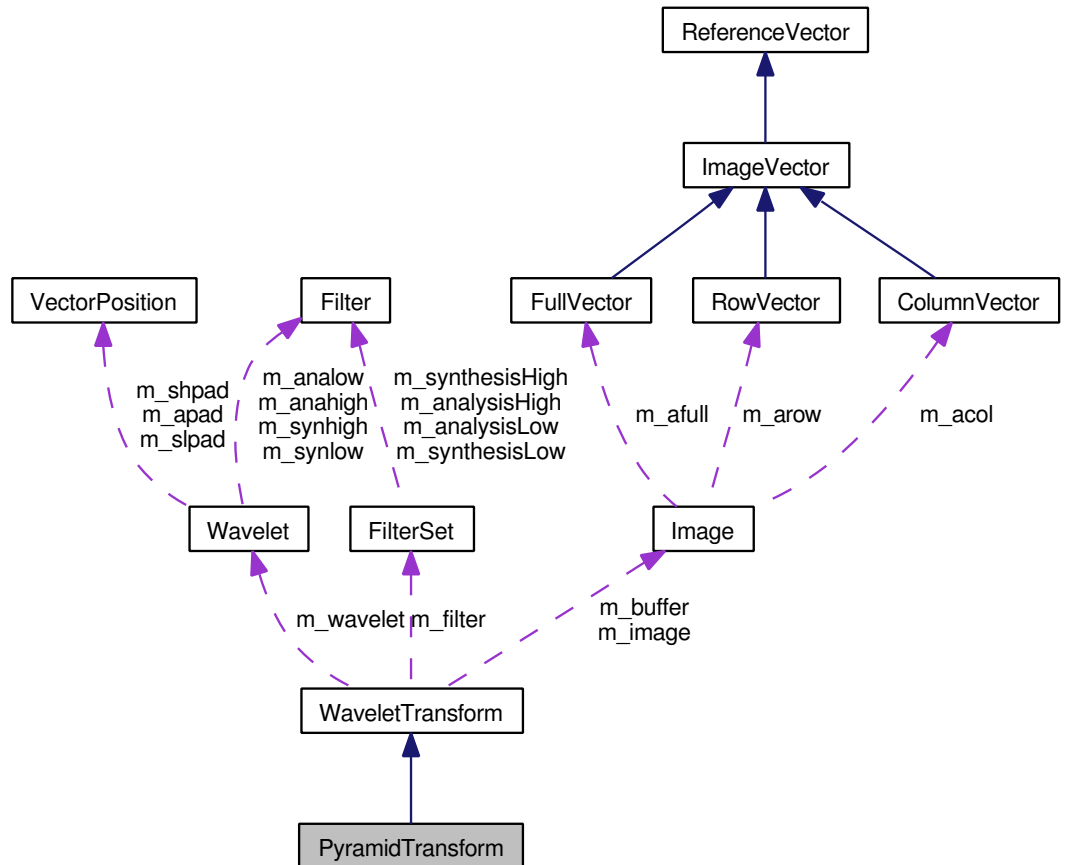 ReferenceVector
ImageVector
VectorPosition
Filter
FullVector
RowVector
ColumnVector
m_shpad
m_apad
m_slpad
m_analow
m_anahigh
m_synhigh
m_synlow
m_synthesisHigh
m_analysisHigh
m_analysisLow
m_synthesisLow
m_afull
m_arow
m_acol
Wavelet
FilterSet
Image
m_wavelet
m_filter
m_buffer
m_image
WaveletTransform
PyramidTransform